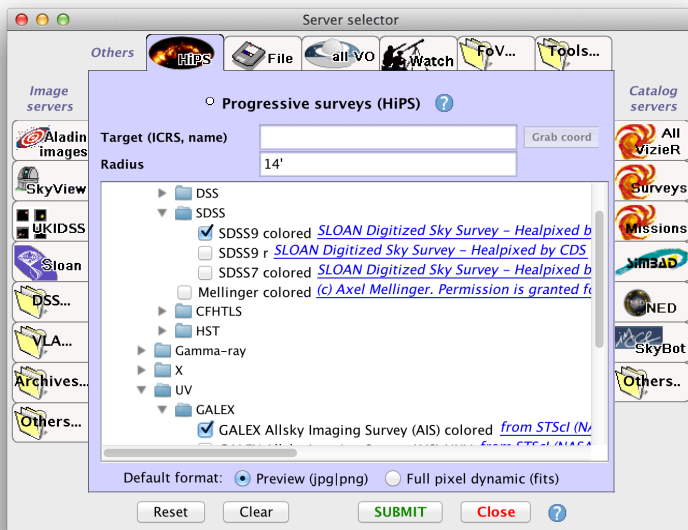 Server selector
Others
HiPS
File
all VO
Watch
FoV...
Tools...
Image
servers
Aladin
images
SkyView
UKIDSS
Sloan
DSS...
VLA...
Archives...
Others...
Progressive surveys (HiPS) ?
Target (ICRS, name) Grab coord
Radius 14'
DSS
SDSS
SDSS9 colored SLOAN Digitized Sky Survey - Healpixed b
SDSS9 r SLOAN Digitized Sky Survey - Healpixed by CDS
SDSS7 colored SLOAN Digitized Sky Survey - Healpixed b
Mellinger colored (c) Axel Mellinger. Permission is granted fo
CFHTLS
HST
Gamma-ray
X
UV
GALEX
GALEX Allsky Imaging Survey (AIS) colored from STScI (NA
Default format: Preview (jpg|png) Full pixel dynamic (fits)
Reset Clear SUBMIT Close ?
Catalog
servers
All
VizieR
Surveys
Missions
SIMBAD
NED
SkyBot
Others..